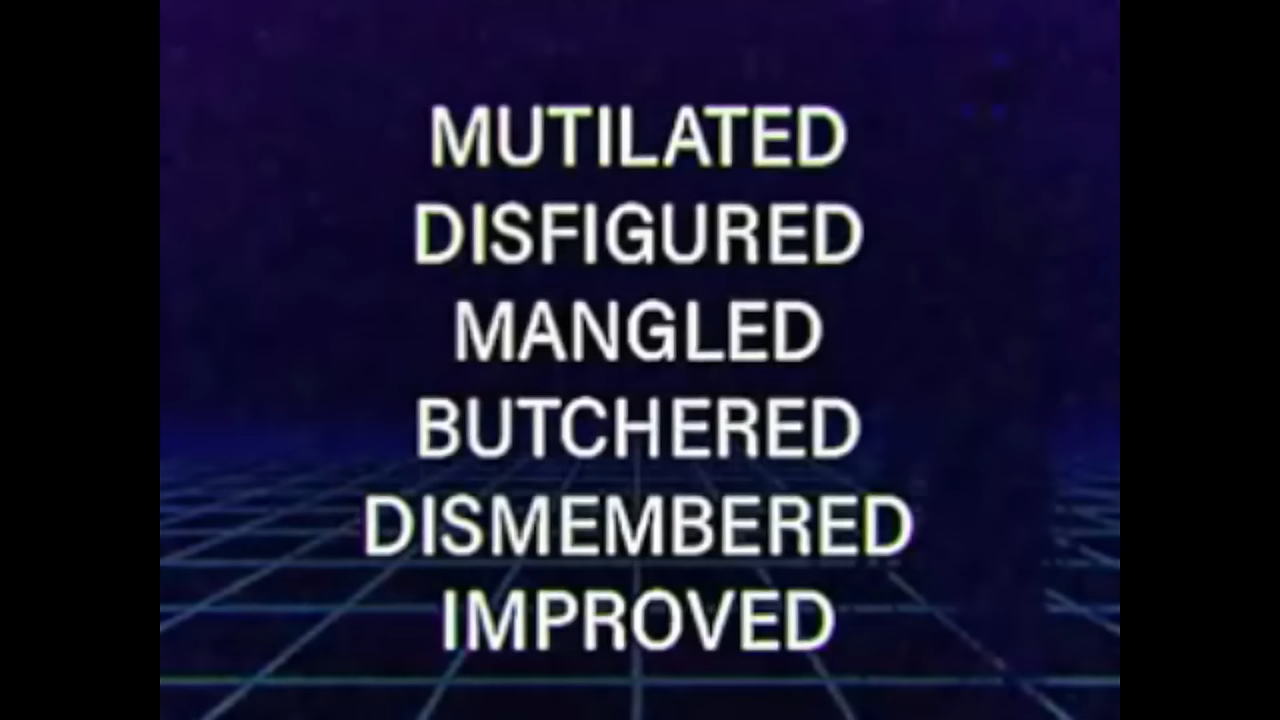 MUTILATED
DISFIGURED
MANGLED
BUTCHERED
DISMEMBERED
IMPROVED